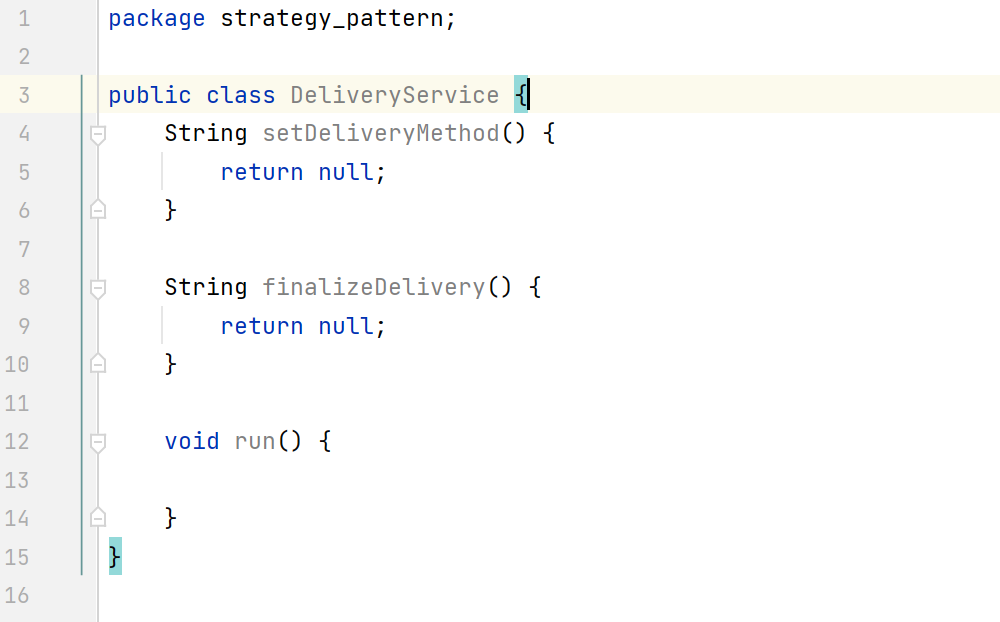 1 package strategy_pattern;
2
3 public class DeliveryService {
4 String setDeliveryMethod() {
5 return null;
6 }
7
8 String finalizeDelivery() {
9 return null;
10 }
11
12 void run() {
13
14 }
15 }
16